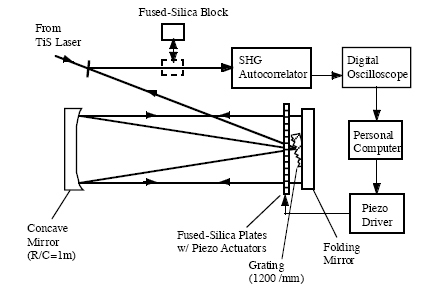 Fused-Silica Block
From
TiS Laser
SHG
Autocorrelator
Digital
Oscilloscope
Personal
Computer
Piezo
Driver
Concave
Mirror
(R/C=1m)
Fused-Silica Plates
w/ Piezo Actuators
Grating
(1200 /mm)
Folding
Mirror